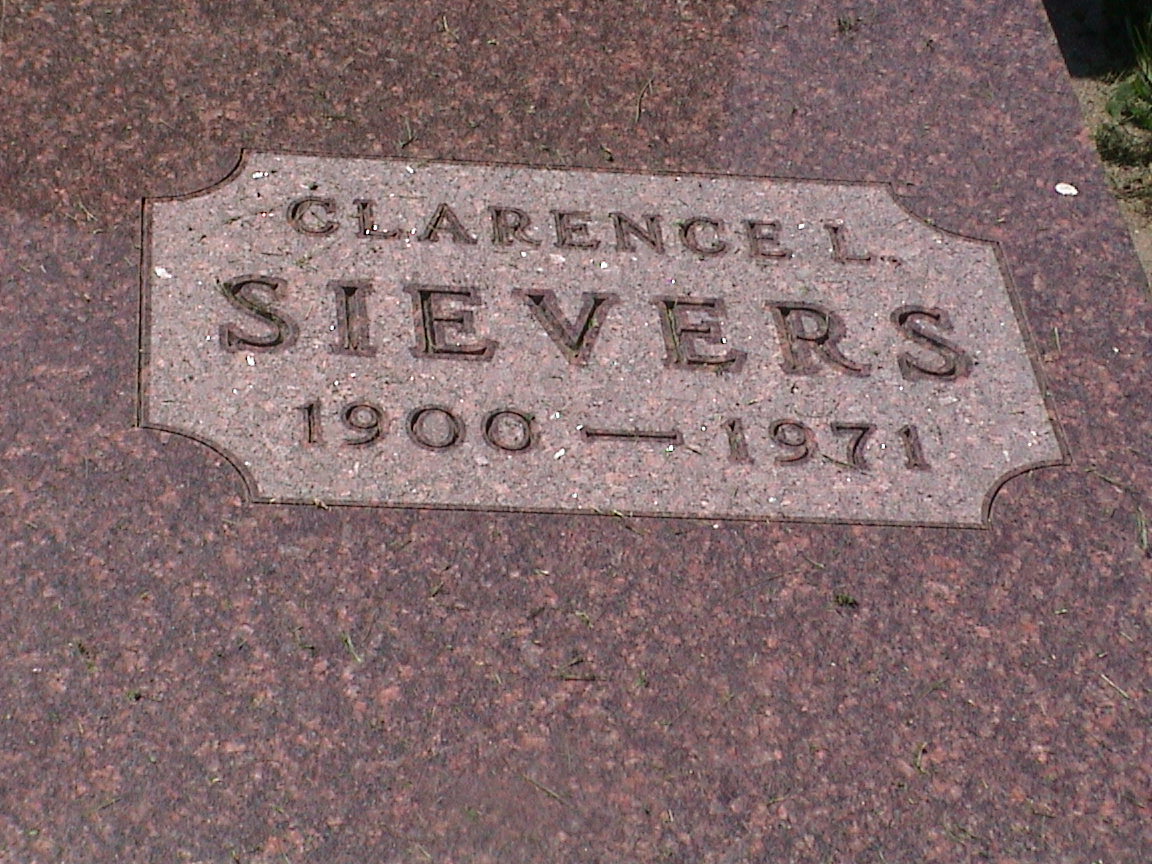 CLARENCE L.
SIEVERS
1900 — 1971